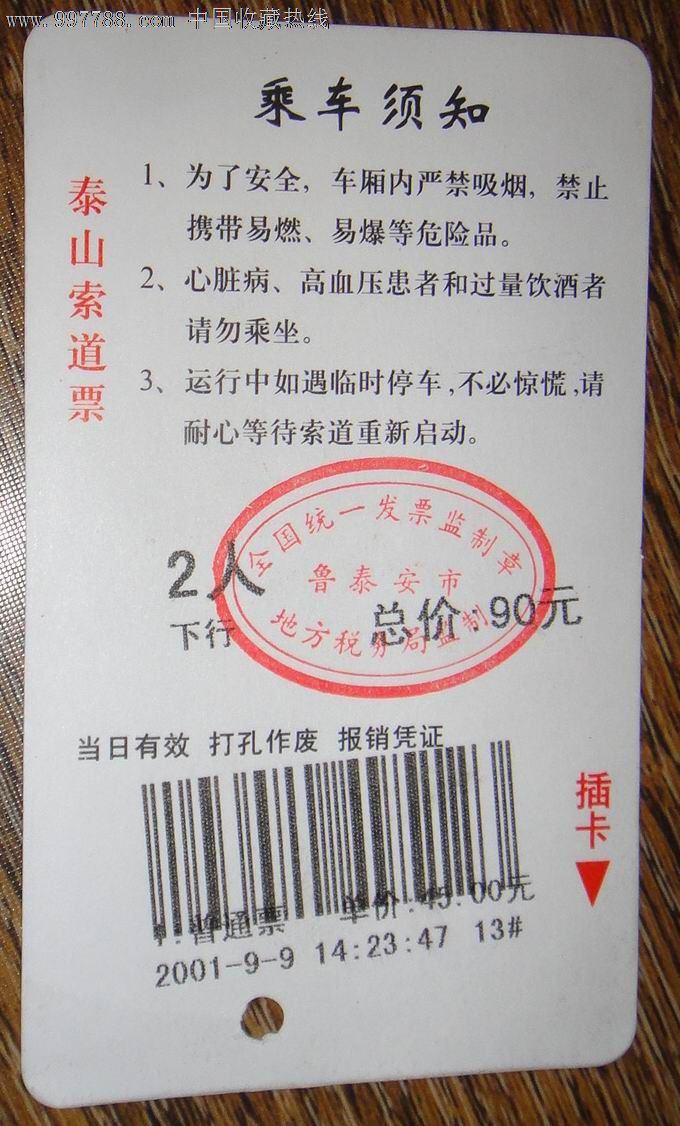 www.997788.com 中国收藏热线
乘车须知
泰山索道票
1、为了安全，车厢内严禁吸烟，禁止
携带易燃、易爆等危险品。
2、心脏病、高血压患者和过量饮酒者
请勿乘坐。
3、运行中如遇临时停车,不必惊慌,请
耐心等待索道重新启动。
全国统一发票监制章
鲁泰安市
地方税务局监制
2人
下行
总价:90元
当日有效 打孔作废 报销凭证
插卡
1:普通票 单价:45.00元
2001-9-9 14:23:47 13#